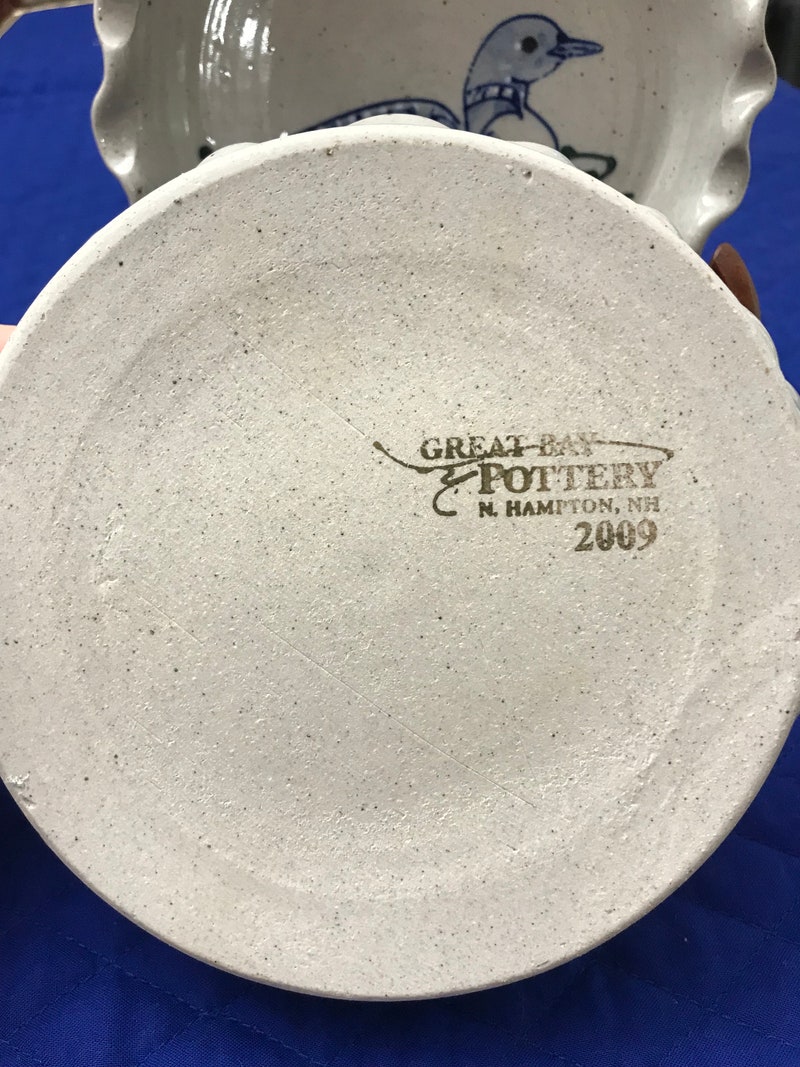 GREAT BAY
POTTERY
N. HAMPTON, NH
2009